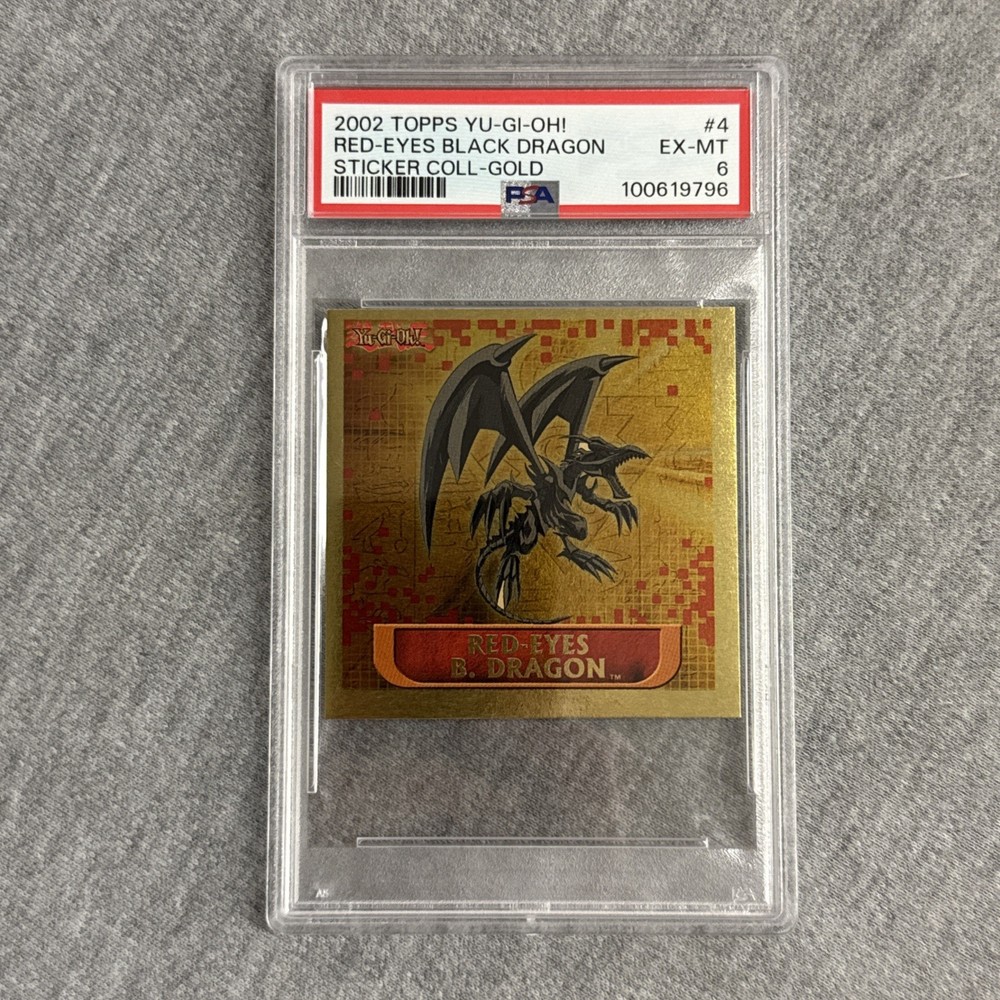 2002 TOPPS YU-GI-OH! #4
RED-EYES BLACK DRAGON EX-MT
STICKER COLL-GOLD 6
PSA 100619796
Yu-Gi-Oh!
RED-EYES
B. DRAGON™